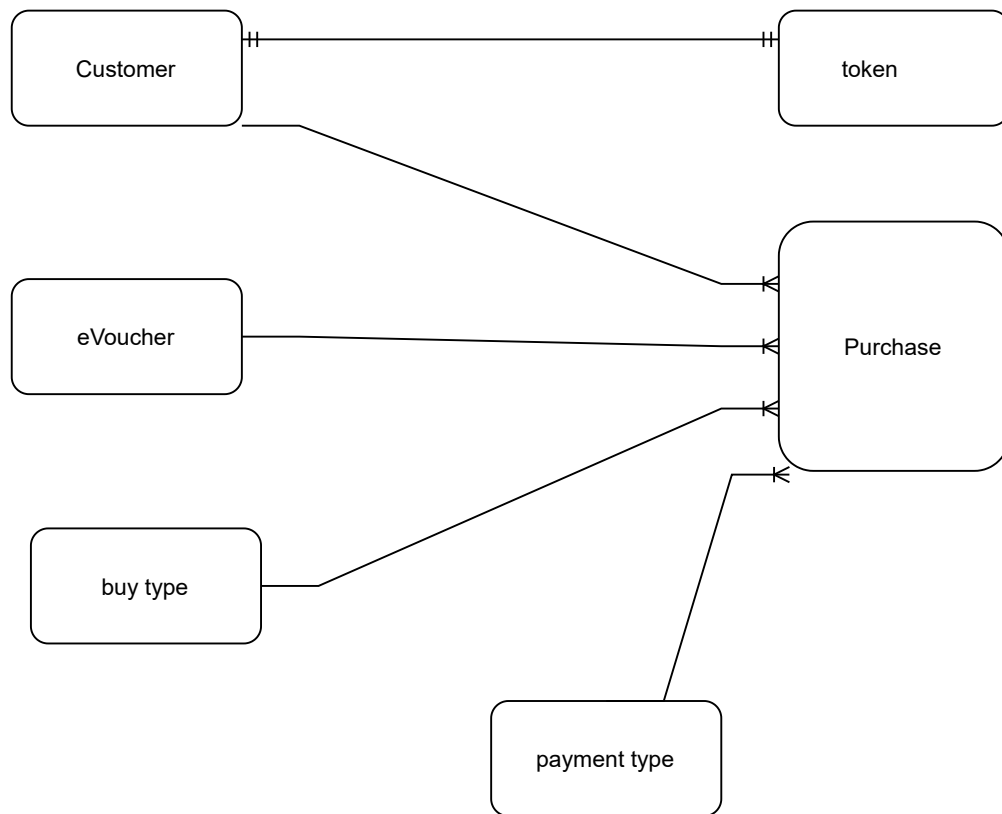 Customer
token
eVoucher
Purchase
buy type
payment type